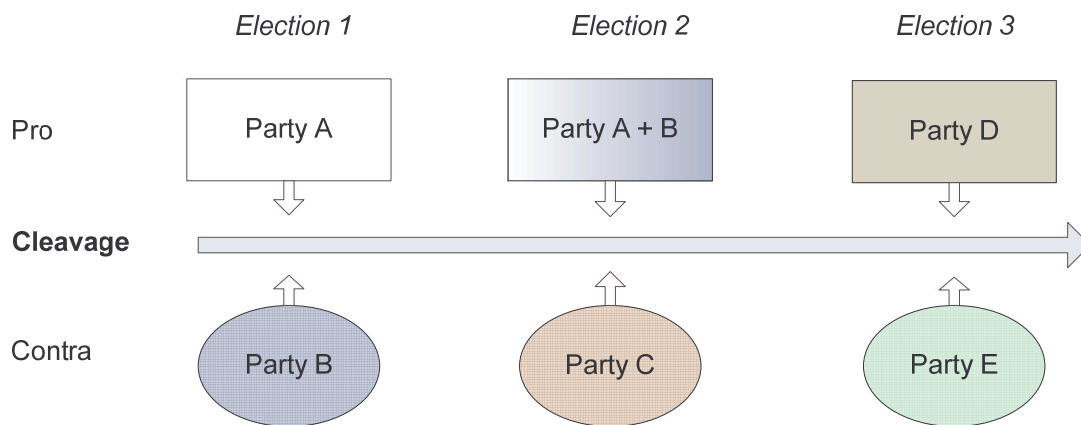 Election 1
Election 2
Election 3
Pro
Party A
Party A + B
Party D
Cleavage
Contra
Party B
Party C
Party E